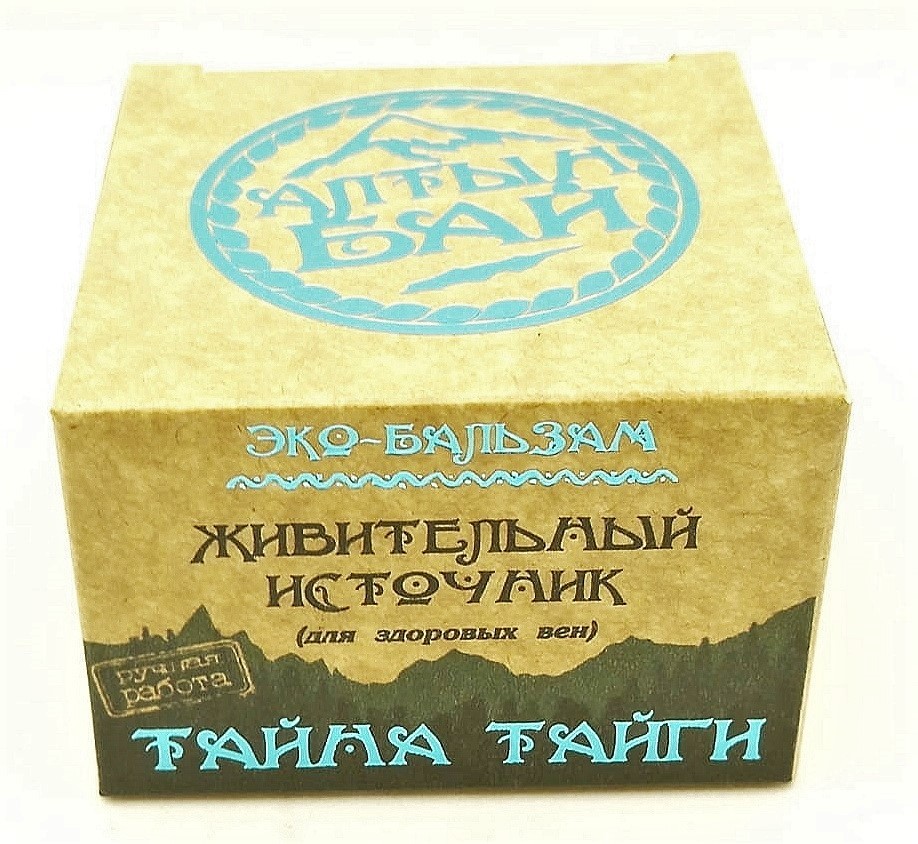 АЛТЫН
БАЙ
ЭКО-БАЛЬЗАМ
ЖИВИТЕЛЬНЫЙ
ИСТОЧНИК
(для здоровых вен)
ручная
работа
ТАЙНА ТАЙГИ